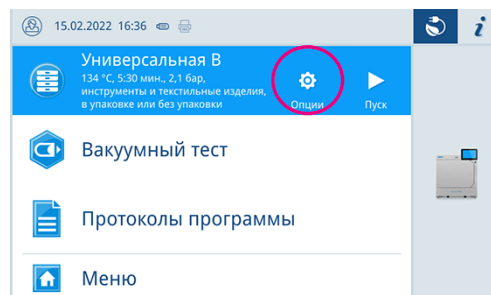 15.02.2022 16:36
Универсальная B
134 °C, 5:30 мин., 2,1 бар,
инструменты и текстильные изделия,
в упаковке или без упаковки
Опции
Пуск
Вакуумный тест
Протоколы программы
Меню